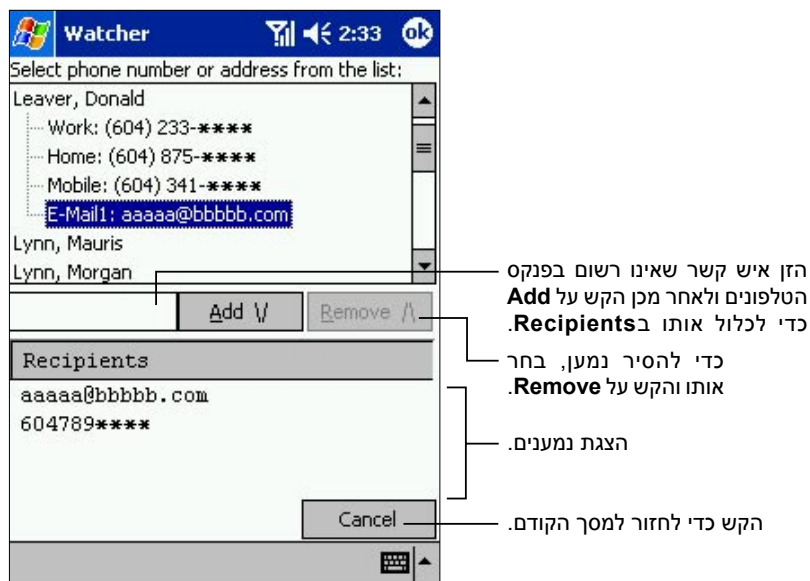 Watcher 2:33 ok
Select phone number or address from the list:
Leaver, Donald
Work: (604) 233-****
Home: (604) 875-****
Mobile: (604) 341-****
E-Mail1: aaaaa@bbbbb.com
Lynn, Mauris
Lynn, Morgan
Add \/ Remove /\
Recipients
aaaaa@bbbbb.com
604789****
Cancel
הזן איש קשר שאינו רשום בפנקס
הטלפונים ולאחר מכן הקש על Add
כדי לכלול אותו בRecipients.
כדי להסיר נמען, בחר
אותו והקש על Remove.
הצגת נמענים.
הקש כדי לחזור למסך הקודם.